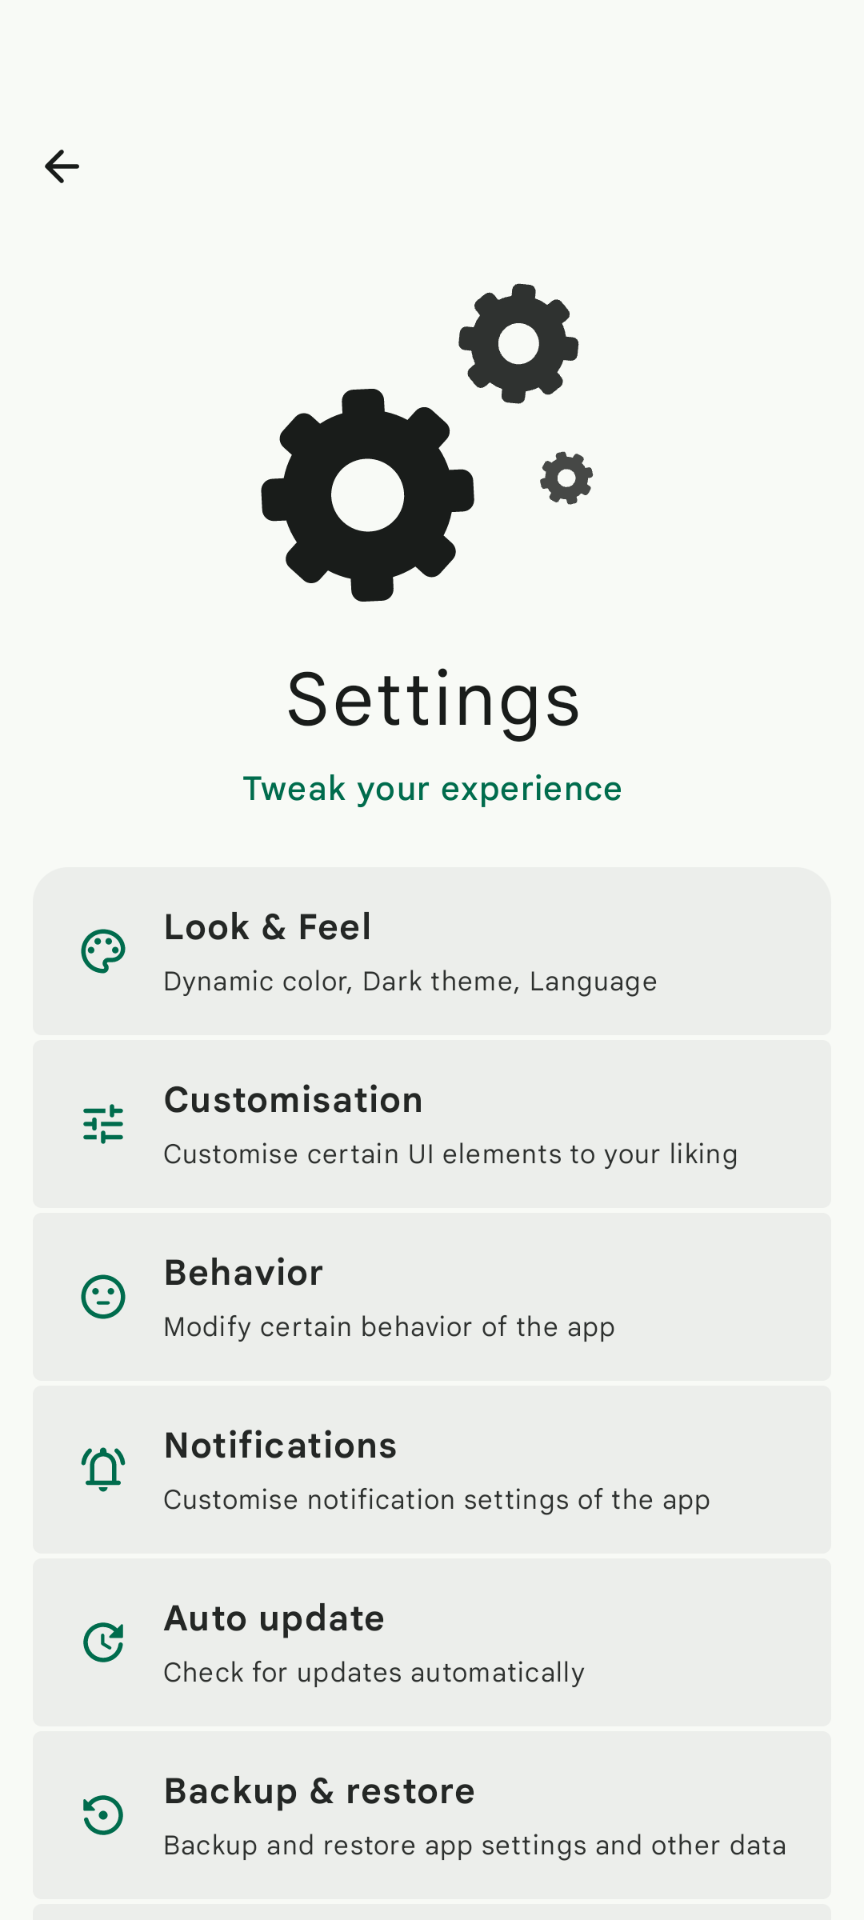 Settings
Tweak your experience
Look & Feel
Dynamic color, Dark theme, Language
Customisation
Customise certain UI elements to your liking
Behavior
Modify certain behavior of the app
Notifications
Customise notification settings of the app
Auto update
Check for updates automatically
Backup & restore
Backup and restore app settings and other data